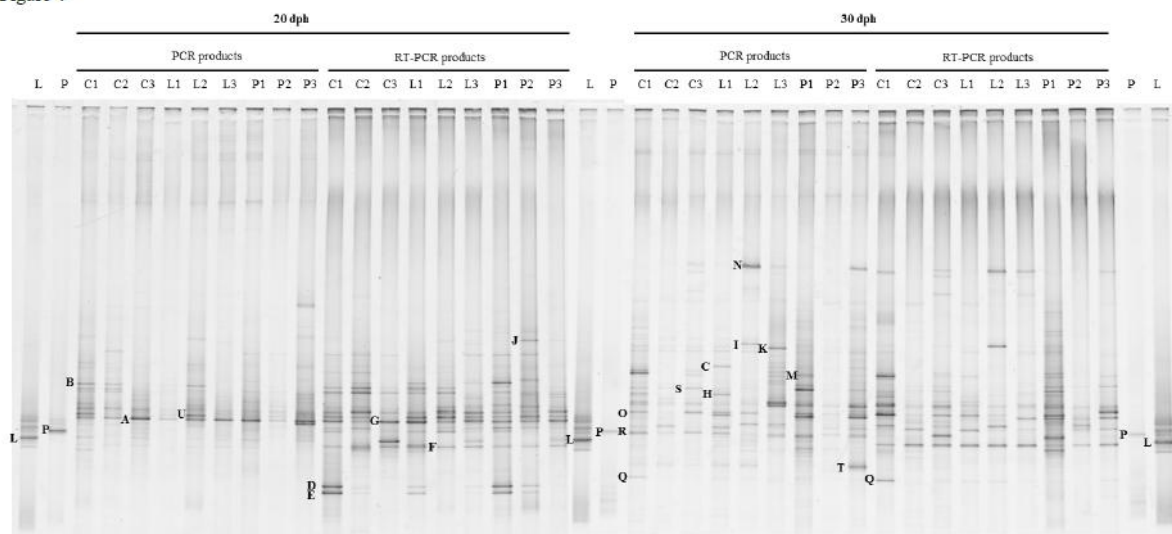 20 dph 30 dph
PCR products RT-PCR products PCR products RT-PCR products
L P C1 C2 C3 L1 L2 L3 P1 P2 P3 C1 C2 C3 L1 L2 L3 P1 P2 P3 L P C1 C2 C3 L1 L2 L3 P1 P2 P3 C1 C2 C3 L1 L2 L3 P1 P2 P3 P L
N
J I K
C
B S H M
A U G O
L P F L P R P L
D T Q Q
E